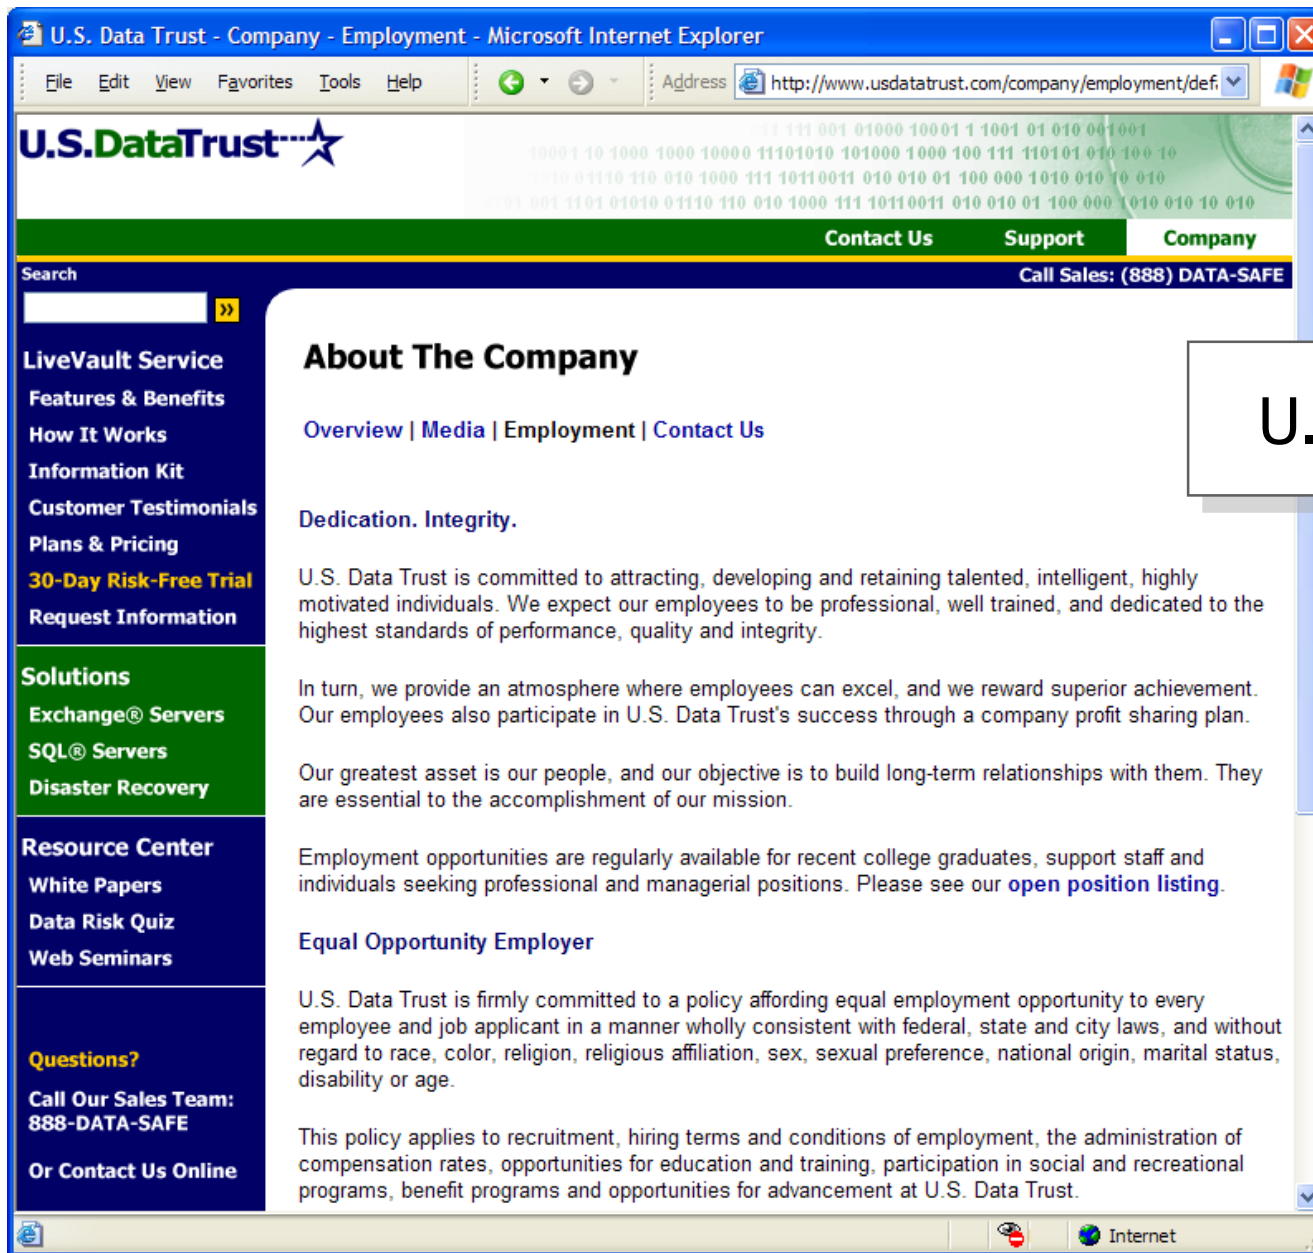 U.S. Data Trust - Company - Employment - Microsoft Internet Explorer
File Edit View Favorites Tools Help
Address http://www.usdatatrust.com/company/employment/def
U.S.DataTrust
Contact Us Support Company
Search
Call Sales: (888) DATA-SAFE
LiveVault Service
Features & Benefits
How It Works
Information Kit
Customer Testimonials
Plans & Pricing
30-Day Risk-Free Trial
Request Information
Solutions
Exchange® Servers
SQL® Servers
Disaster Recovery
Resource Center
White Papers
Data Risk Quiz
Web Seminars
Questions?
Call Our Sales Team:
888-DATA-SAFE
Or Contact Us Online
About The Company
Overview | Media | Employment | Contact Us
U.
Dedication. Integrity.
U.S. Data Trust is committed to attracting, developing and retaining talented, intelligent, highly
motivated individuals. We expect our employees to be professional, well trained, and dedicated to the
highest standards of performance, quality and integrity.
In turn, we provide an atmosphere where employees can excel, and we reward superior achievement.
Our employees also participate in U.S. Data Trust's success through a company profit sharing plan.
Our greatest asset is our people, and our objective is to build long-term relationships with them. They
are essential to the accomplishment of our mission.
Employment opportunities are regularly available for recent college graduates, support staff and
individuals seeking professional and managerial positions. Please see our open position listing.
Equal Opportunity Employer
U.S. Data Trust is firmly committed to a policy affording equal employment opportunity to every
employee and job applicant in a manner wholly consistent with federal, state and city laws, and without
regard to race, color, religion, religious affiliation, sex, sexual preference, national origin, marital status,
disability or age.
This policy applies to recruitment, hiring terms and conditions of employment, the administration of
compensation rates, opportunities for education and training, participation in social and recreational
programs, benefit programs and opportunities for advancement at U.S. Data Trust.
Internet